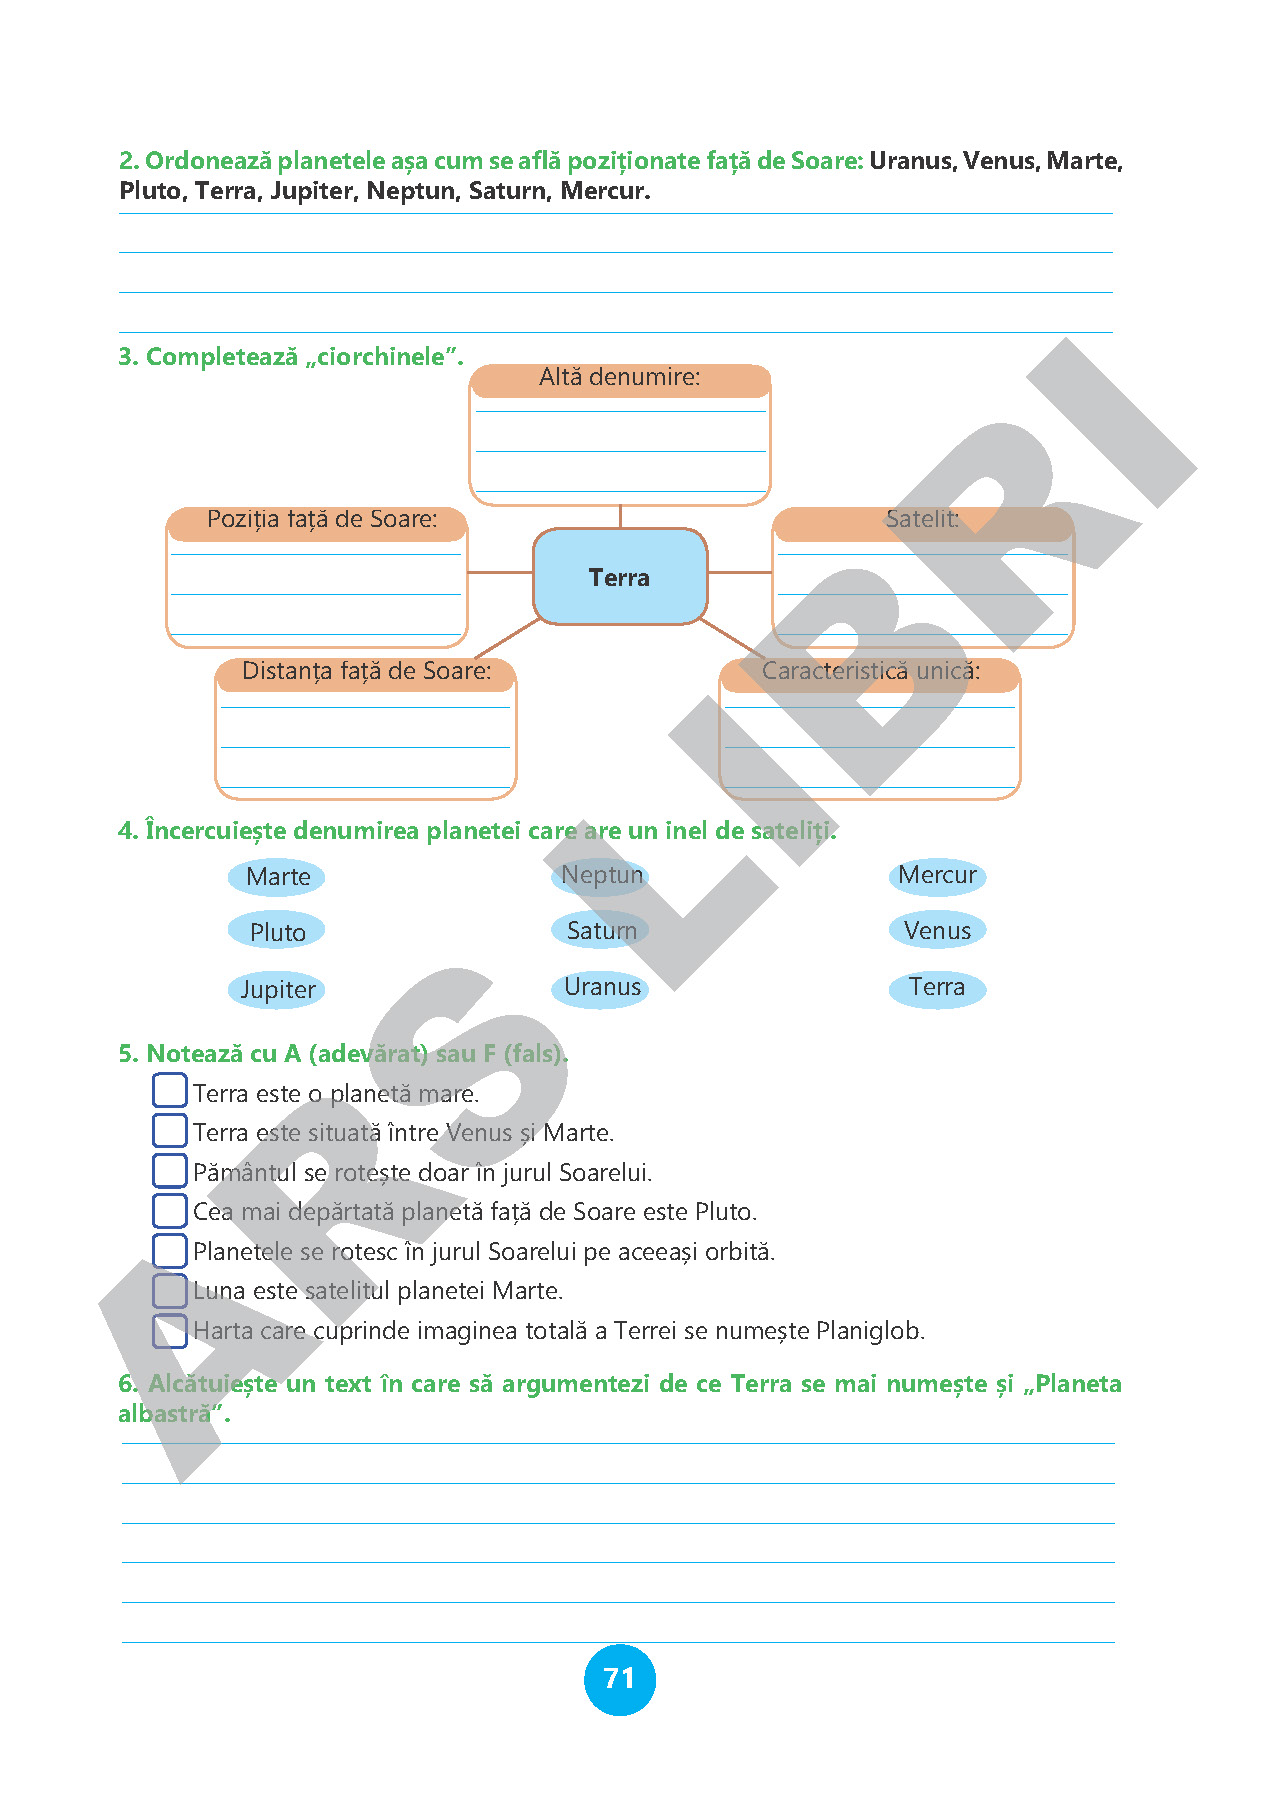 2. Ordonează planetele așa cum se află poziționate față de Soare: Uranus, Venus, Marte,
Pluto, Terra, Jupiter, Neptun, Saturn, Mercur.
3. Completează „ciorchinele”.
Altă denumire:
Poziția față de Soare:
Satelit:
Terra
Distanța față de Soare:
Caracteristică unică:
4. Încercuiește denumirea planetei care are un inel de sateliți.
Marte Neptun Mercur
Pluto Saturn Venus
Jupiter Uranus Terra
5. Notează cu A (adevărat) sau F (fals).
Terra este o planetă mare.
Terra este situată între Venus și Marte.
Pământul se rotește doar în jurul Soarelui.
Cea mai depărtată planetă față de Soare este Pluto.
Planetele se rotesc în jurul Soarelui pe aceeași orbită.
Luna este satelitul planetei Marte.
Harta care cuprinde imaginea totală a Terrei se numește Planiglob.
6. Alcătuiește un text în care să argumentezi de ce Terra se mai numește și „Planeta
albastră”.
71
ARS LIBRI